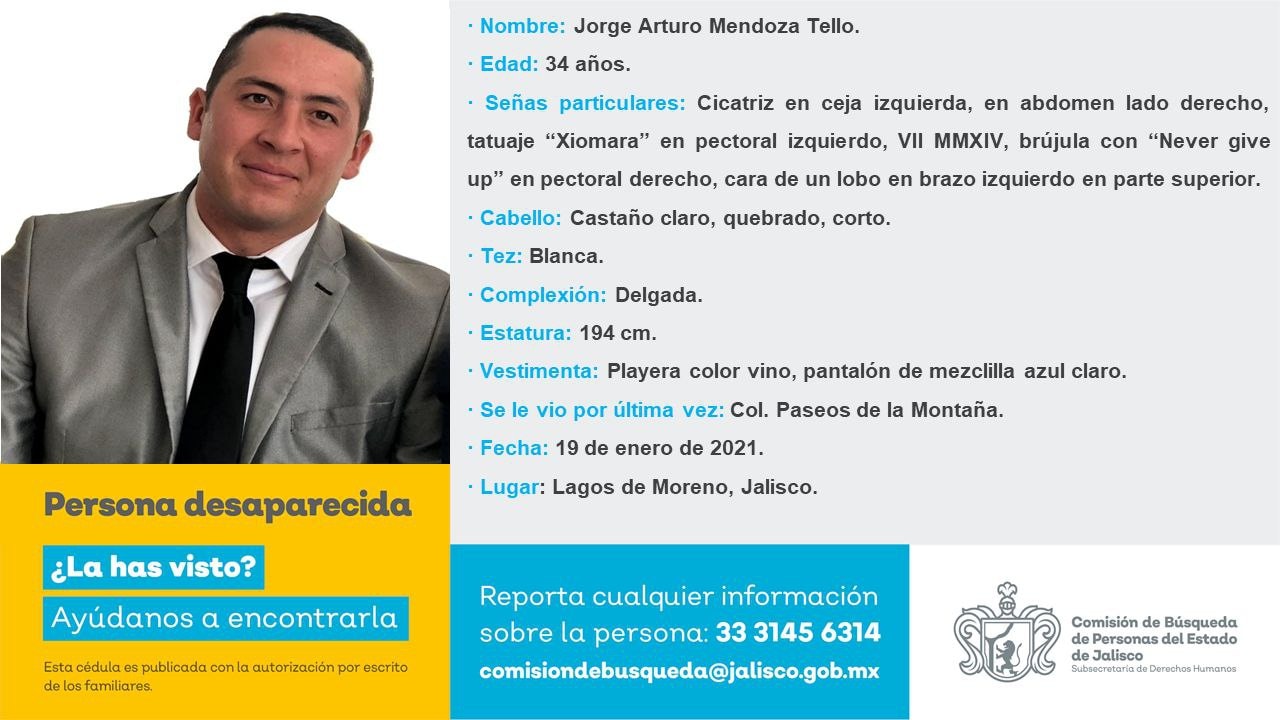 · Nombre: Jorge Arturo Mendoza Tello.
· Edad: 34 años.
· Señas particulares: Cicatriz en ceja izquierda, en abdomen lado derecho,
tatuaje “Xiomara” en pectoral izquierdo, VII MMXIV, brújula con “Never give
up” en pectoral derecho, cara de un lobo en brazo izquierdo en parte superior.
· Cabello: Castaño claro, quebrado, corto.
· Tez: Blanca.
· Complexión: Delgada.
· Estatura: 194 cm.
· Vestimenta: Playera color vino, pantalón de mezclilla azul claro.
· Se le vio por última vez: Col. Paseos de la Montaña.
· Fecha: 19 de enero de 2021.
· Lugar: Lagos de Moreno, Jalisco.
Persona desaparecida
¿La has visto?
Ayúdanos a encontrarla
Esta cédula es publicada con la autorización por escrito
de los familiares.
Reporta cualquier información
sobre la persona: 33 3145 6314
comisiondebusqueda@jalisco.gob.mx
Comisión de Búsqueda
de Personas del Estado
de Jalisco
Subsecretaría de Derechos Humanos